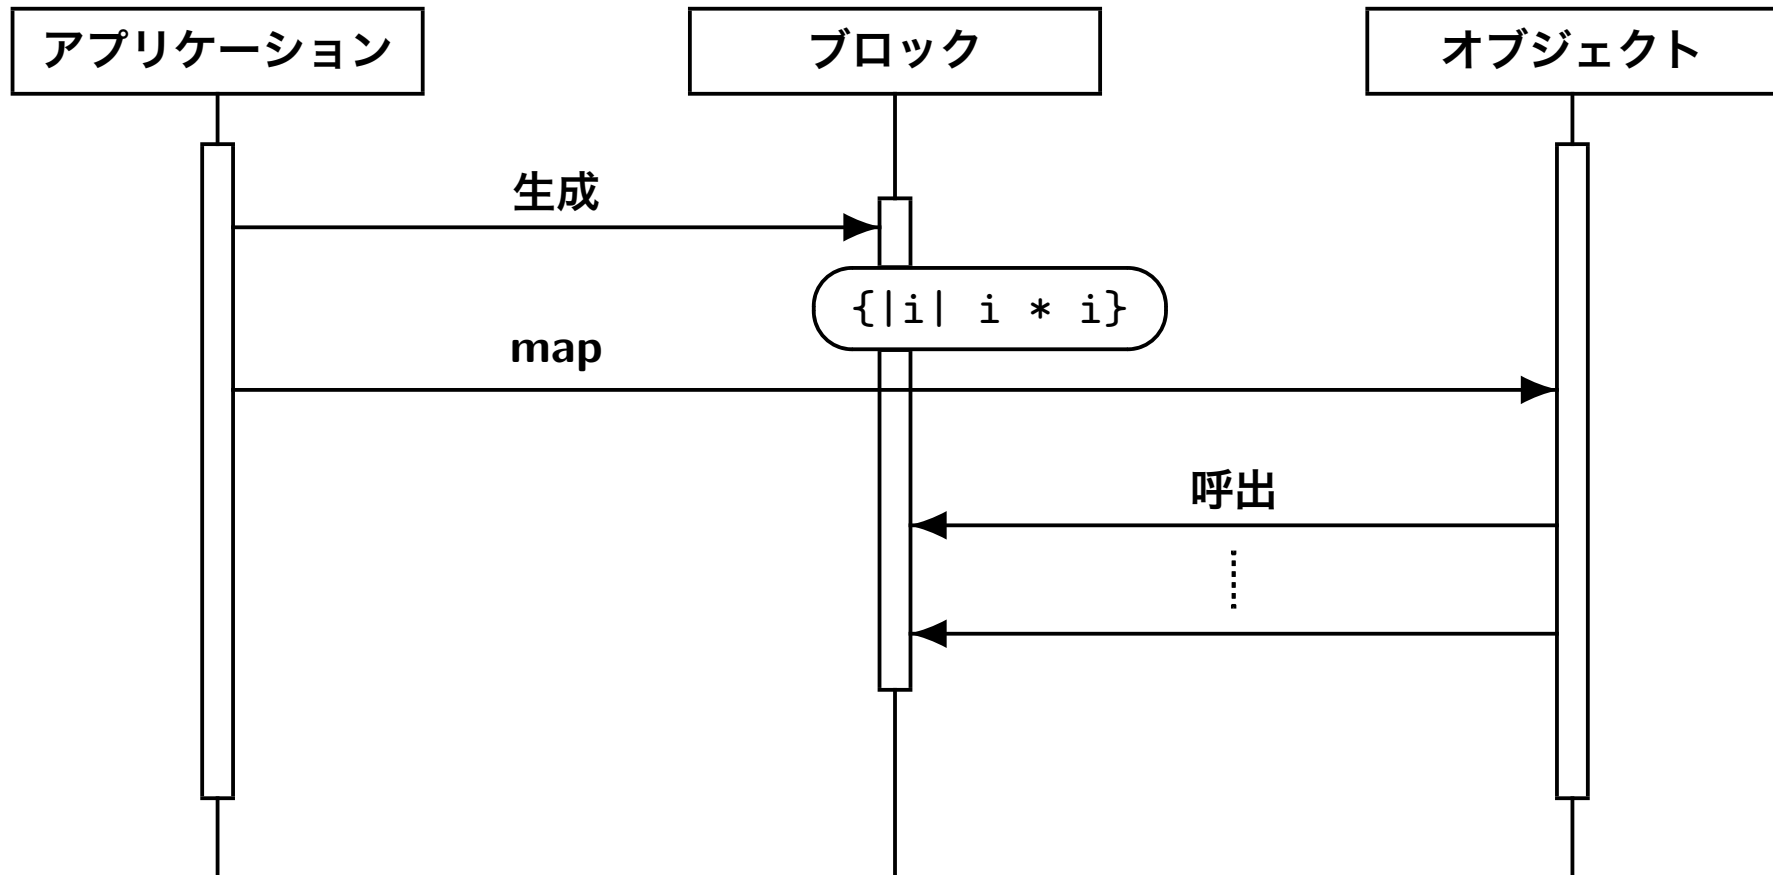 アプリケーション
ブロック
オブジェクト
生成
{|i| i * i}
map
呼出